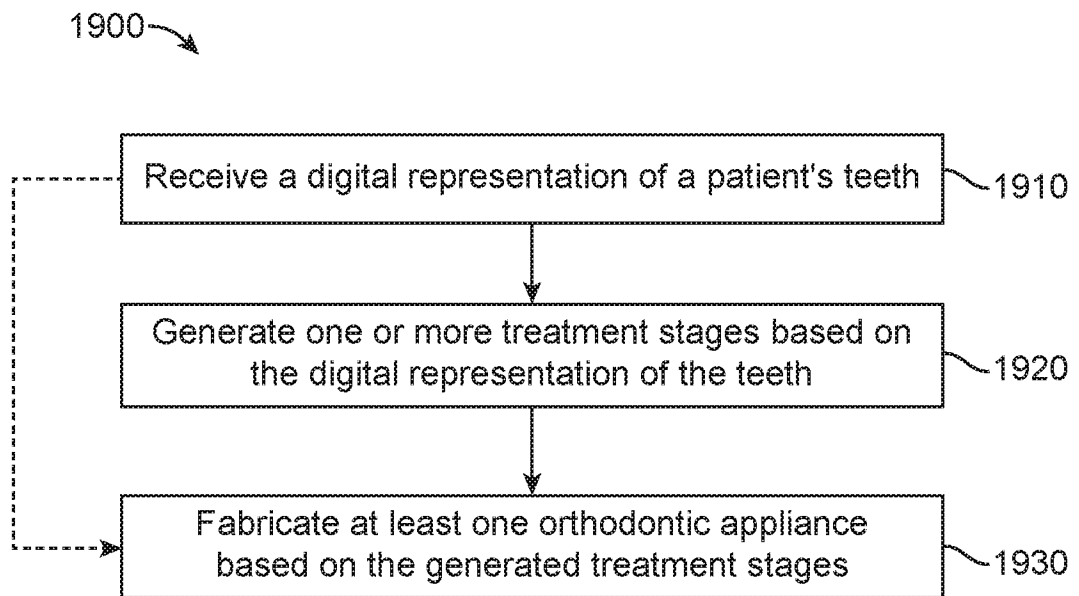 1900
Receive a digital representation of a patient's teeth
1910
Generate one or more treatment stages based on
the digital representation of the teeth
1920
Fabricate at least one orthodontic appliance
based on the generated treatment stages
1930